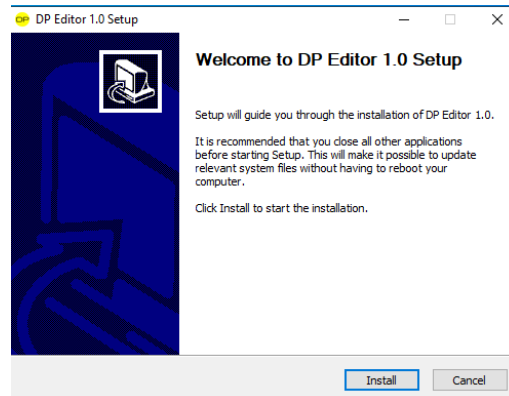 DP DP Editor 1.0 Setup
Welcome to DP Editor 1.0 Setup
Setup will guide you through the installation of DP Editor 1.0.
It is recommended that you close all other applications
before starting Setup. This will make it possible to update
relevant system files without having to reboot your
computer.
Click Install to start the installation.
Install Cancel